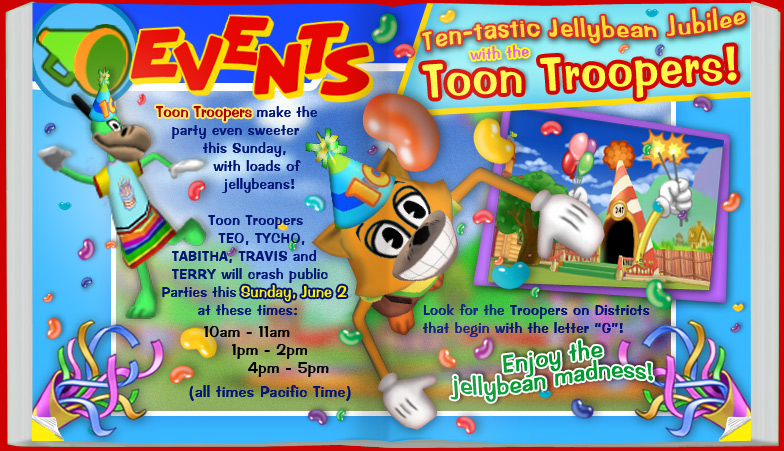 EVENTS
Toon Troopers make the
party even sweeter
this Sunday,
with loads of
jellybeans!
Toon Troopers
TEO, TYCHO,
TABITHA, TRAVIS and
TERRY will crash public
Parties this Sunday, June 2
at these times:
10am - 11am
1pm - 2pm
4pm - 5pm
(all times Pacific Time)
Ten-tastic Jellybean Jubilee
with the
Toon Troopers!
Look for the Troopers on Districts
that begin with the letter "G"!
Enjoy the
jellybean madness!
10
10